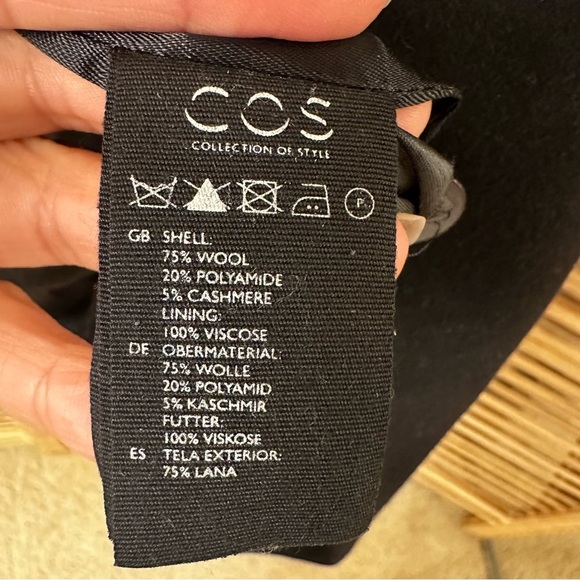 COS
COLLECTION OF STYLE
P
GB SHELL:
75% WOOL
20% POLYAMIDE
5% CASHMERE
LINING:
100% VISCOSE
DE OBERMATERIAL:
75% WOLLE
20% POLYAMID
5% KASCHMIR
FUTTER:
100% VISKOSE
ES TELA EXTERIOR:
75% LANA